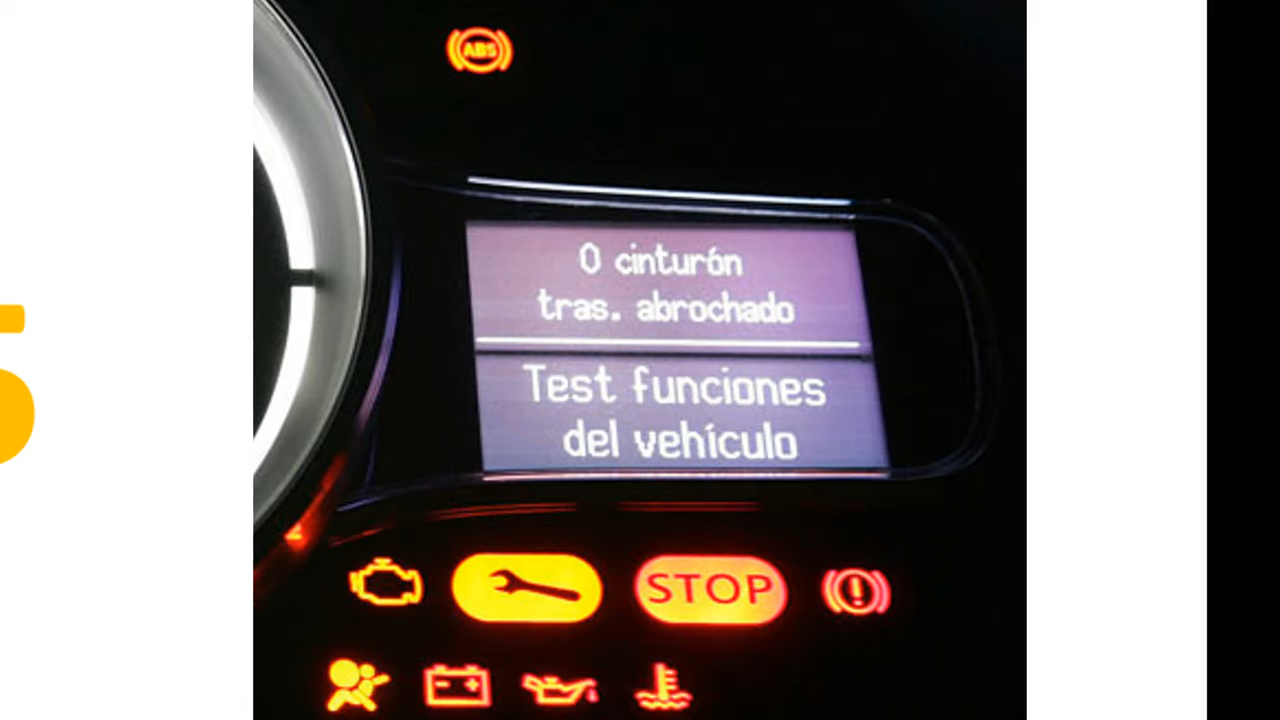 ABS
0 cinturón
tras. abrochado
Test funciones
del vehículo
STOP